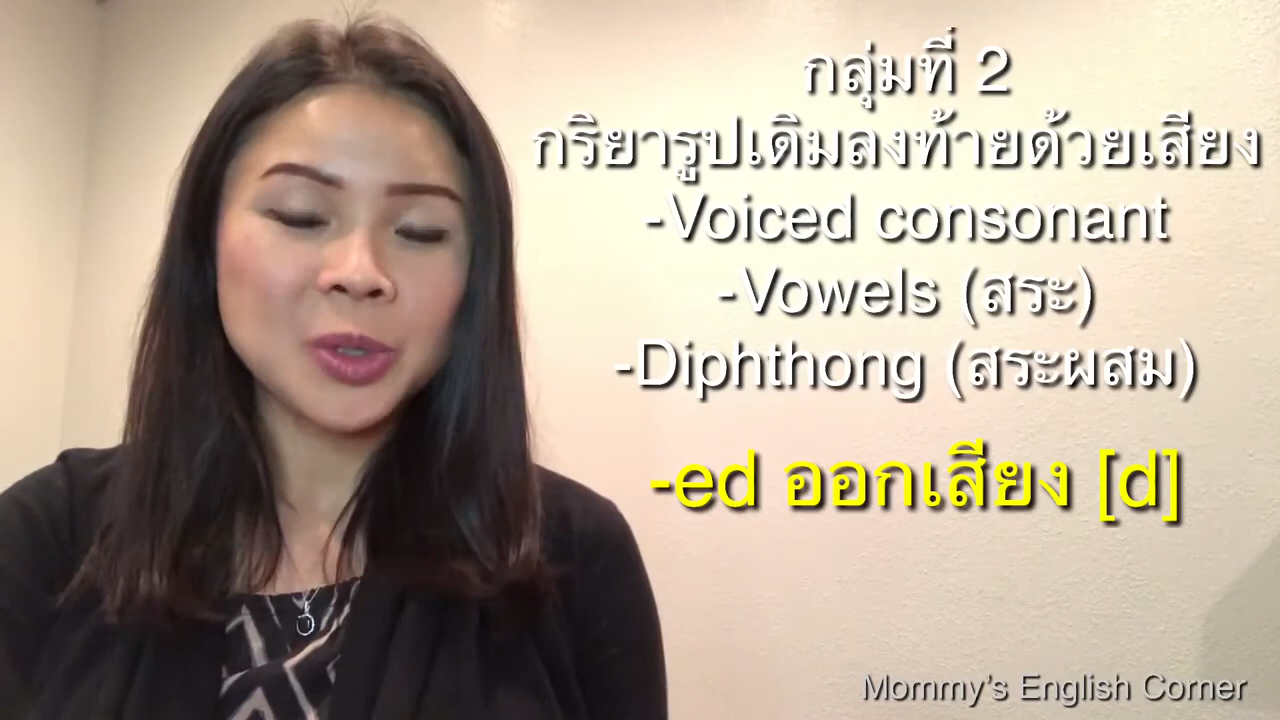 กลุ่มที่ 2
กริยารูปเดิมลงท้ายด้วยเสียง
-Voiced consonant
-Vowels (สระ)
-Diphthong (สระผสม)
-ed ออกเสียง [d]
Mommy's English Corner